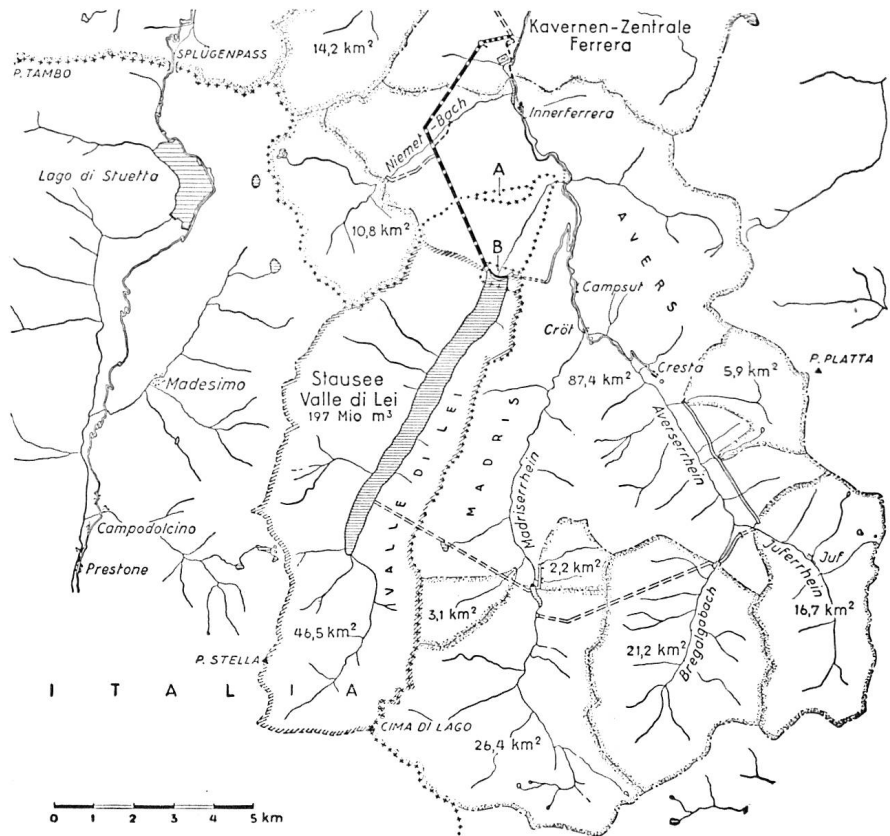 Kavernen-Zentrale
Ferrera
14,2 km²
SPLÜGENPASS
P. TAMBO
Innerferrera
Niemet-Bach
Lago di Stuetta
A
A V E R S
10,8 km²
B
Campsut
Cröt
Cresta
5,9 km²
P. PLATTA
87,4 km²
Stausee
Valle di Lei
197 Mio m³
Madesimo
VALLE DI LEI
MADRIS
Averserrhein
Madriserrhein
Campodolcino
Prestone
Juferrhein
Juf
2,2 km²
3,1 km²
16,7 km²
46,5 km²
21,2 km²
Bregalgabach
P. STELLA
I T A L I A
CIMA DI LAGO
26,4 km²
0 1 2 3 4 5 km